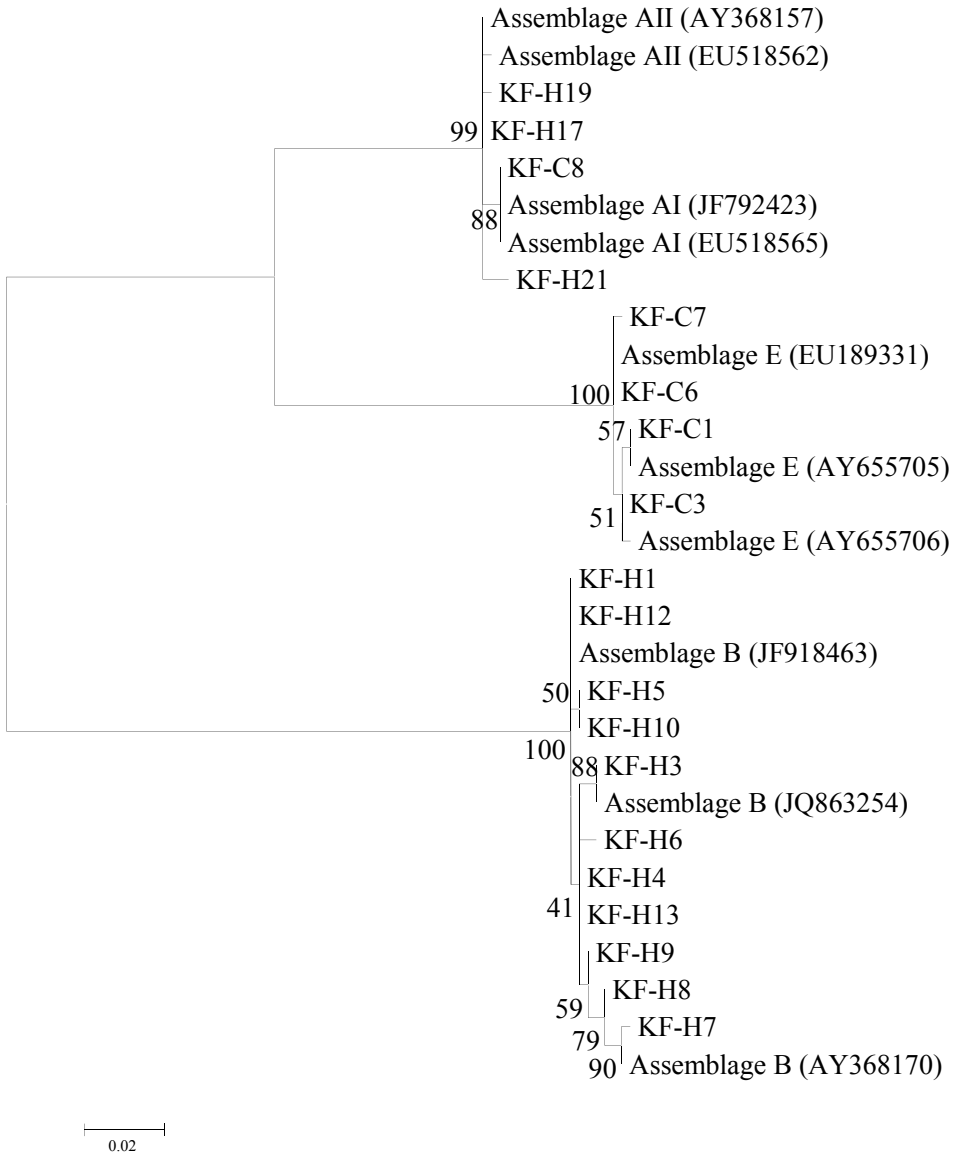 Assemblage AII (AY368157)
Assemblage AII (EU518562)
KF-H19
99
KF-H17
KF-C8
Assemblage AI (JF792423)
88
Assemblage AI (EU518565)
KF-H21
KF-C7
Assemblage E (EU189331)
100
KF-C6
57
KF-C1
Assemblage E (AY655705)
KF-C3
51
Assemblage E (AY655706)
KF-H1
KF-H12
Assemblage B (JF918463)
50
KF-H5
KF-H10
100
88
KF-H3
Assemblage B (JQ863254)
KF-H6
KF-H4
41
KF-H13
KF-H9
KF-H8
59
KF-H7
79
90
Assemblage B (AY368170)
0.02